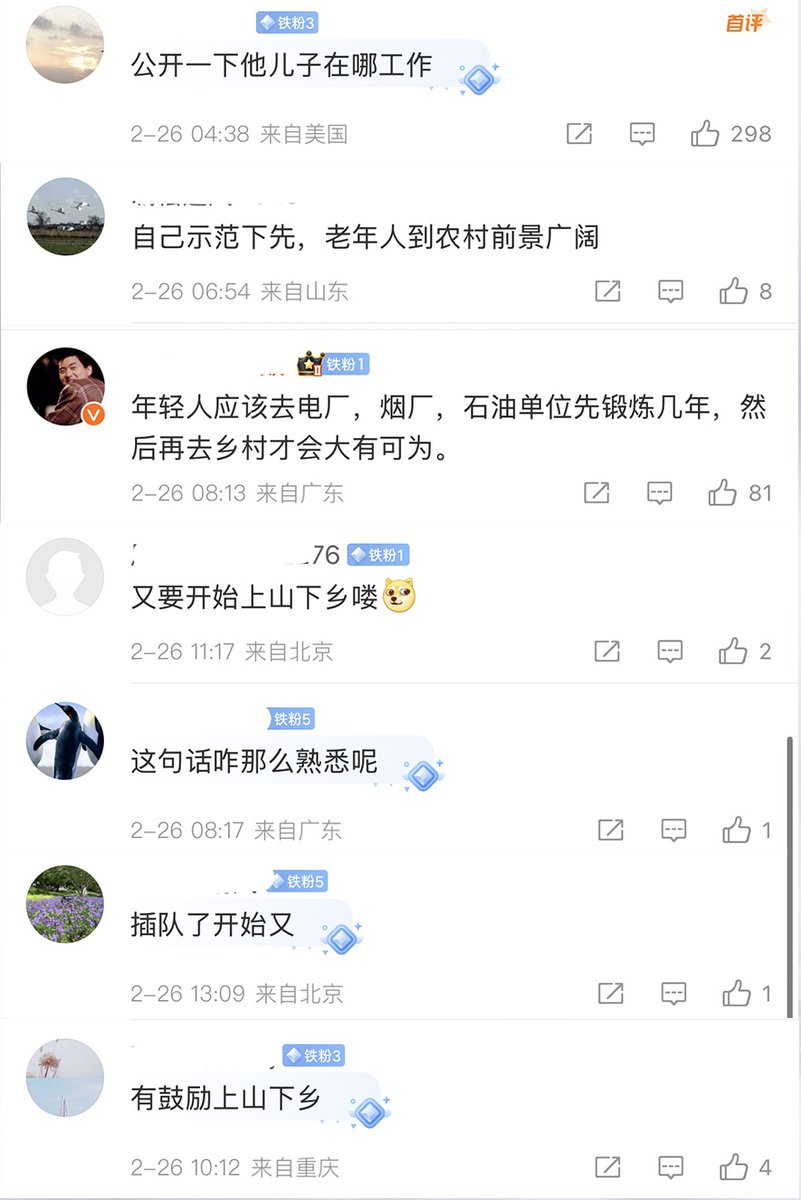 铁粉3
首评
公开一下他儿子在哪工作
2-26 04:38 来自美国
298
自己示范下先，老年人到农村前景广阔
2-26 06:54 来自山东
8
铁粉1
年轻人应该去电厂，烟厂，石油单位先锻炼几年，然
后再去乡村才会大有可为。
2-26 08:13 来自广东
81
76 铁粉1
又要开始上山下乡喽
2-26 11:17 来自北京
2
铁粉5
这句话咋那么熟悉呢
2-26 08:17 来自广东
1
铁粉5
插队了开始又
2-26 13:09 来自北京
1
铁粉3
有鼓励上山下乡
2-26 10:12 来自重庆
4